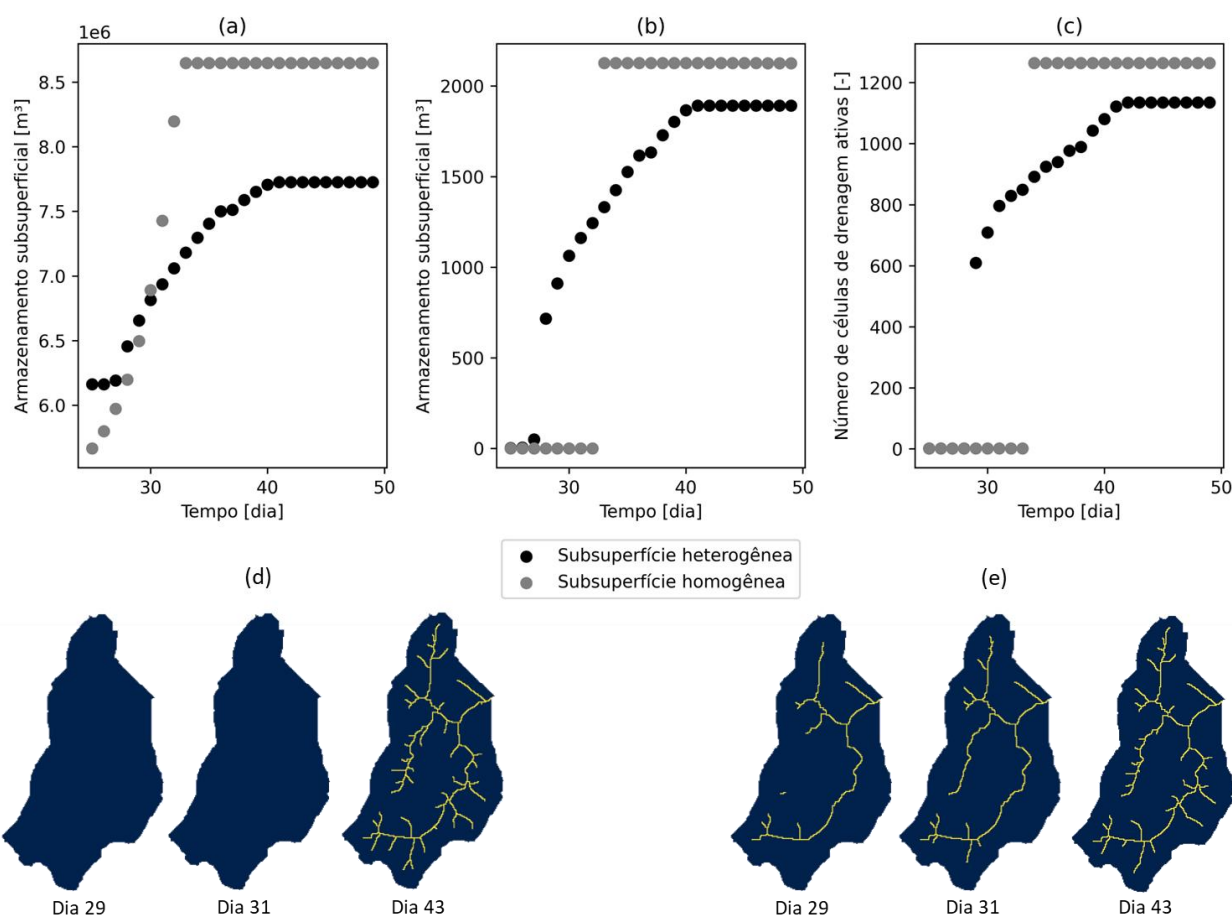 (a)
1e6
Armazenamento subsuperficial [m³]
8.5
8.0
7.5
7.0
6.5
6.0
30
40
50
Tempo [dia]
(b)
Armazenamento subsuperficial [m³]
2000
1500
1000
500
0
30
40
50
Tempo [dia]
(c)
Número de células de drenagem ativas [-]
1200
1000
800
600
400
200
0
30
40
50
Tempo [dia]
Subsuperfície heterogênea
Subsuperfície homogênea
(d)
(e)
Dia 29
Dia 31
Dia 43
Dia 29
Dia 31
Dia 43